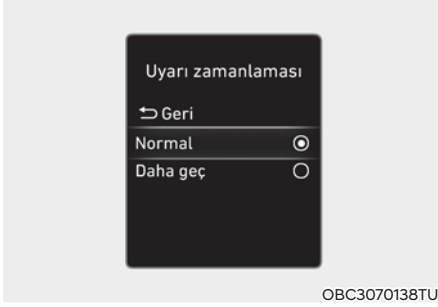 Uyarı zamanlaması
Geri
Normal
Daha geç
OBC3070138TU